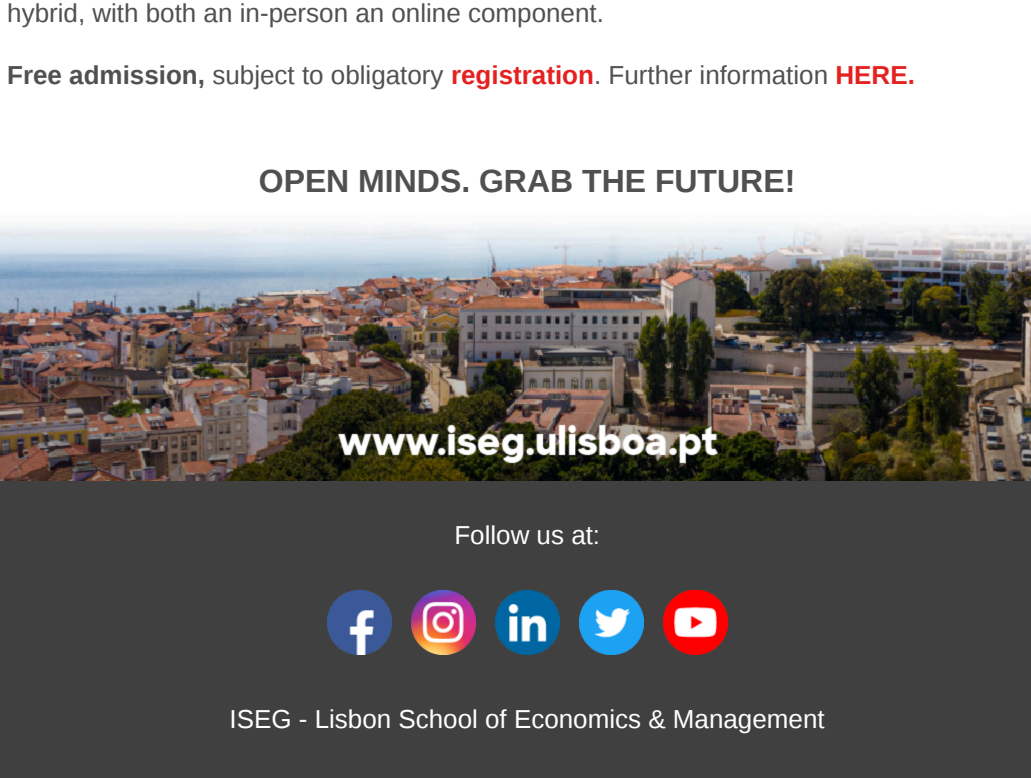 hybrid, with both an in-person an online component.
Free admission, subject to obligatory registration. Further information HERE.
OPEN MINDS. GRAB THE FUTURE!
www.iseg.ulisboa.pt
Follow us at:
ISEG - Lisbon School of Economics & Management